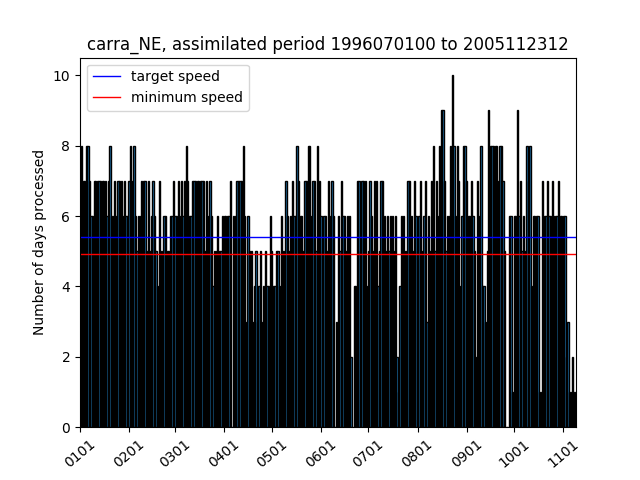 carra_NE, assimilated period 1996070100 to 2005112312
target speed
minimum speed
Number of days processed
10
8
6
4
2
0
0101 0201 0301 0401 0501 0601 0701 0801 0901 1001 1101